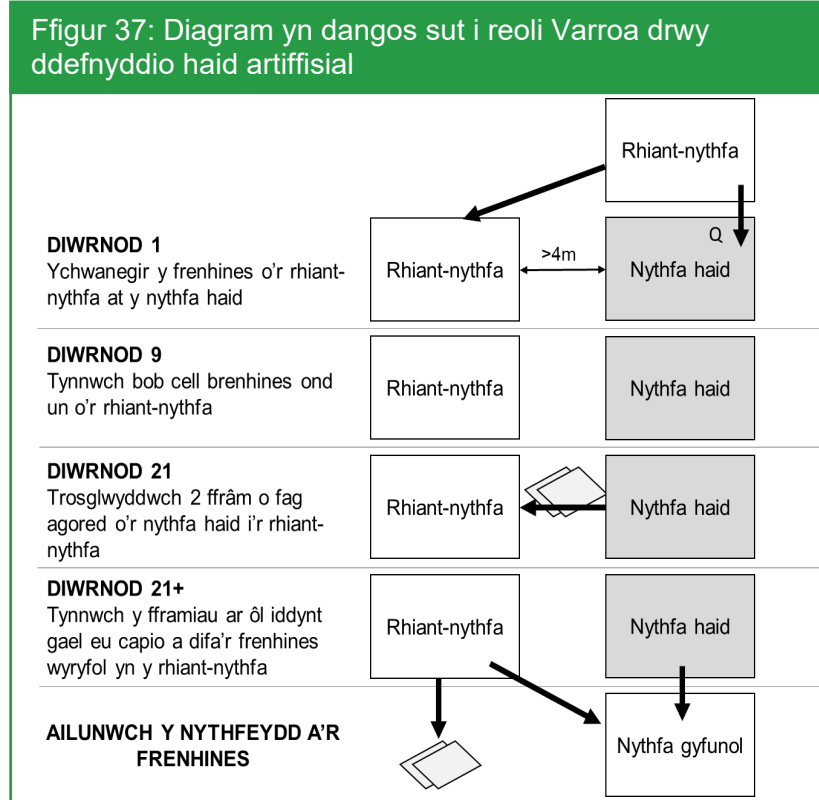 Ffigur 37: Diagram yn dangos sut i reoli Varroa drwy
ddefnyddio haid artiffisial
Rhiant-nythfa
DIWRNOD 1
Ychwanegir y frenhines o'r rhiant-
nythfa at y nythfa haid
Rhiant-nythfa
>4m
Q
Nythfa haid
DIWRNOD 9
Tynnwch bob cell brenhines ond
un o'r rhiant-nythfa
Rhiant-nythfa
Nythfa haid
DIWRNOD 21
Trosglwyddwch 2 ffrâm o fag
agored o'r nythfa haid i'r rhiant-
nythfa
Rhiant-nythfa
Nythfa haid
DIWRNOD 21+
Tynnwch y fframiau ar ôl iddynt
gael eu capio a difa'r frenhines
wyryfol yn y rhiant-nythfa
Rhiant-nythfa
Nythfa haid
AILUNWCH Y NYTHFEYDD A'R
FRENHINES
Nythfa gyfunol